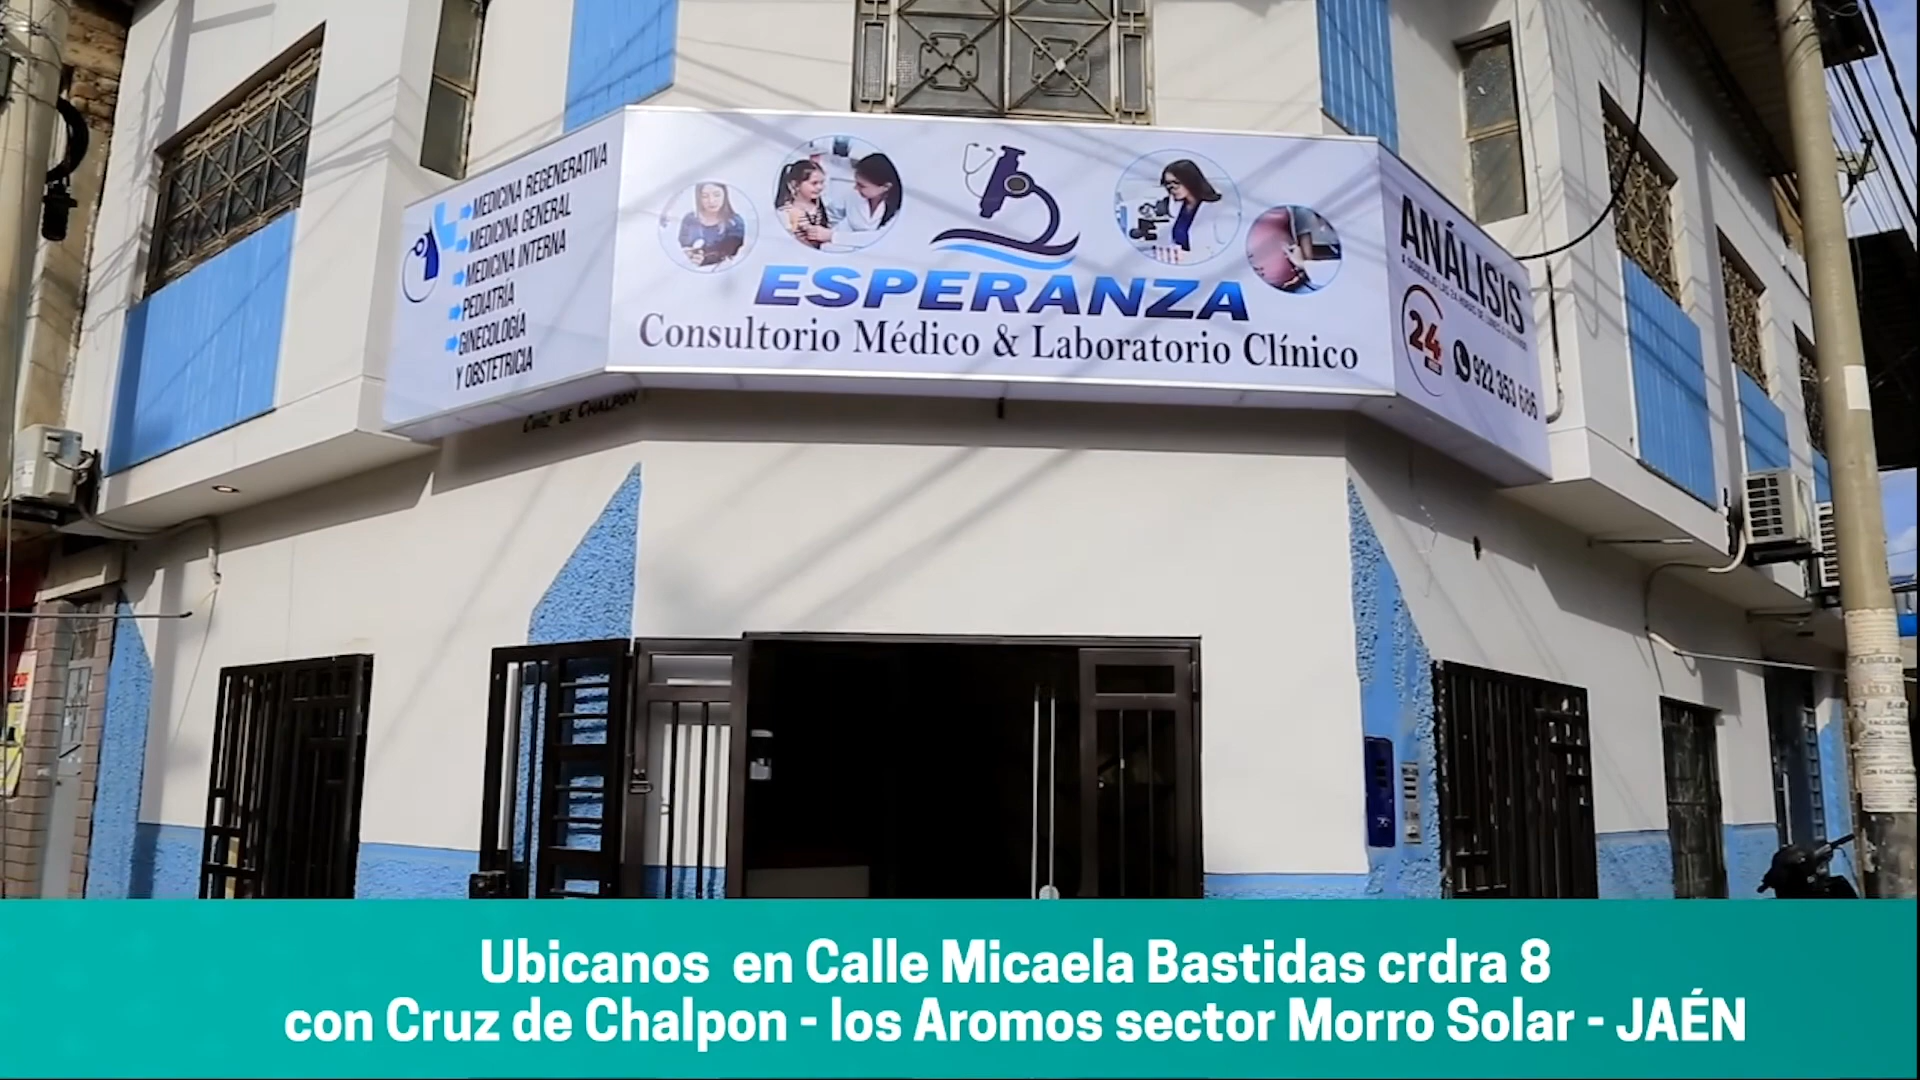 MEDICINA REGENERATIVA
MEDICINA GENERAL
MEDICINA INTERNA
PEDIATRÍA
GINECOLOGÍA
Y OBSTETRICIA
ESPERANZA
Consultorio Médico & Laboratorio Clínico
ANÁLISIS
24
922 353 686
CRUZ DE CHALPON
Ubicanos en Calle Micaela Bastidas crdra 8
con Cruz de Chalpon - los Aromos sector Morro Solar - JAÉN